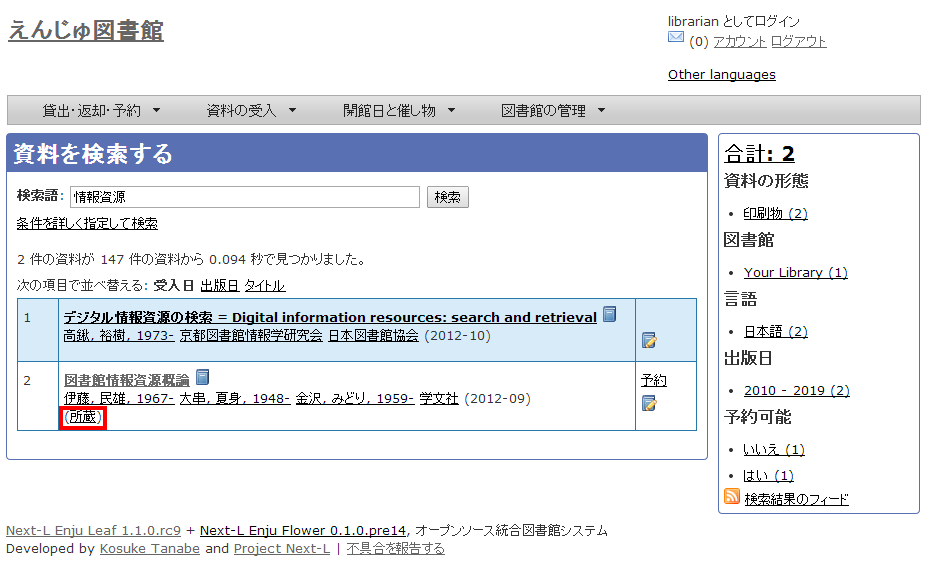 えんじゅ図書館
librarian としてログイン
(0) アカウント ログアウト
Other languages
貸出・返却・予約 資料の受入 開館日と催し物 図書館の管理
資料を検索する
検索語: 情報資源 検索
条件を詳しく指定して検索
2 件の資料が 147 件の資料から 0.094 秒で見つかりました。
次の項目で並べ替える: 受入日 出版日 タイトル
1 デジタル情報資源の検索 = Digital information resources: search and retrieval
高鍬, 裕樹, 1973- 京都図書館情報学研究会 日本図書館協会 (2012-10)
2 図書館情報資源概論 予約
伊藤, 民雄, 1967- 大串, 夏身, 1948- 金沢, みどり, 1959- 学文社 (2012-09)
(所蔵)
合計: 2
資料の形態
印刷物 (2)
図書館
Your Library (1)
言語
日本語 (2)
出版日
2010 - 2019 (2)
予約可能
いいえ (1)
はい (1)
検索結果のフィード
Next-L Enju Leaf 1.1.0.rc9 + Next-L Enju Flower 0.1.0.pre14, オープンソース統合図書館システム
Developed by Kosuke Tanabe and Project Next-L | 不具合を報告する